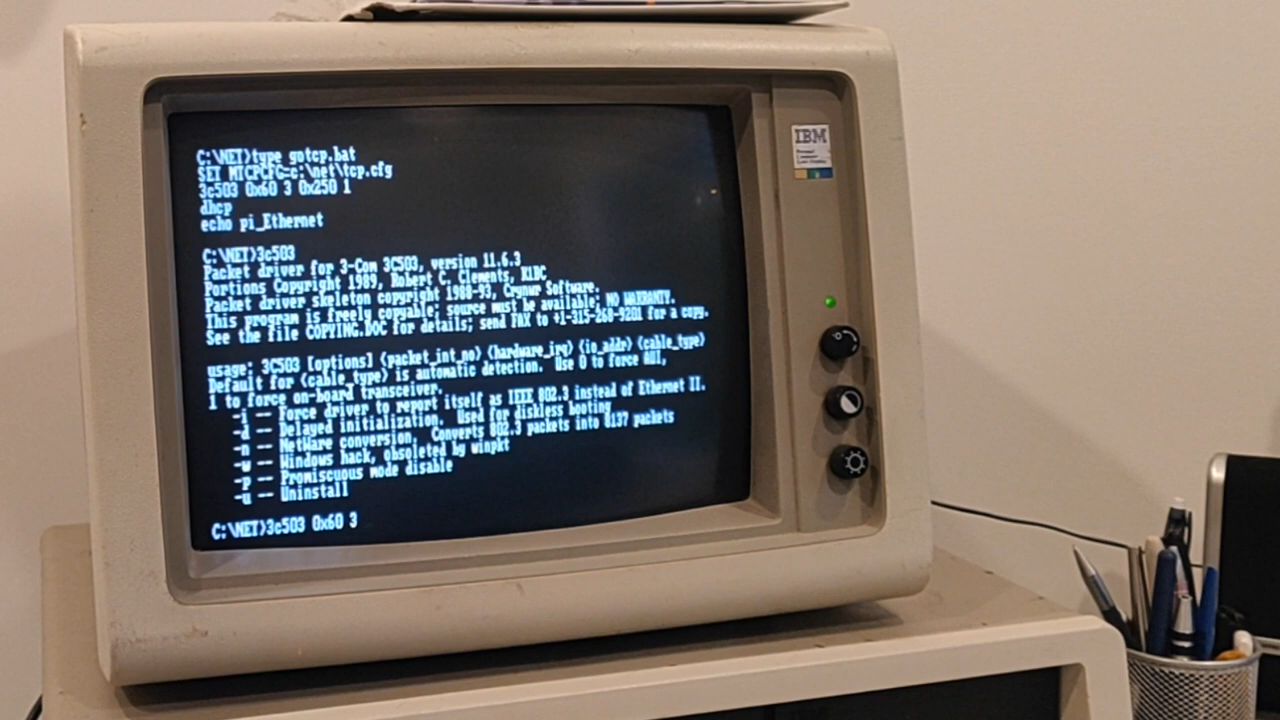 C:\NET>type gotcp.bat
SET MTCPCFG=c:\net\tcp.cfg
3c503 0x60 3 0x250 1
dhcp
echo pi_Ethernet
C:\NET>3c503
Packet driver for 3-Com 3C503, version 11.6.3
Portions Copyright 1989, Robert C. Clements, K1BC
Packet driver skeleton copyright 1988-93, Crynwr Software.
This program is freely copyable; source must be available; NO WARRANTY.
See the file COPYING.DOC for details; send FAX to +1-315-268-9201 for a copy.
usage: 3C503 [options] <packet_int_no> <hardware_irq> <io_addr> <cable_type>
Default for <cable_type> is automatic detection.  Use 0 to force AUI,
1 to force on-board transceiver.
-i -- Force driver to report itself as IEEE 802.3 instead of Ethernet II.
-d -- Delayed initialization.  Used for diskless booting
-n -- NetWare conversion.  Converts 802.3 packets into 8137 packets
-w -- Windows hack, obsoleted by winpkt
-p -- Promiscuous mode disable
-u -- Uninstall
C:\NET>3c503 0x60 3
IBM
Personal
Computer
Color Display